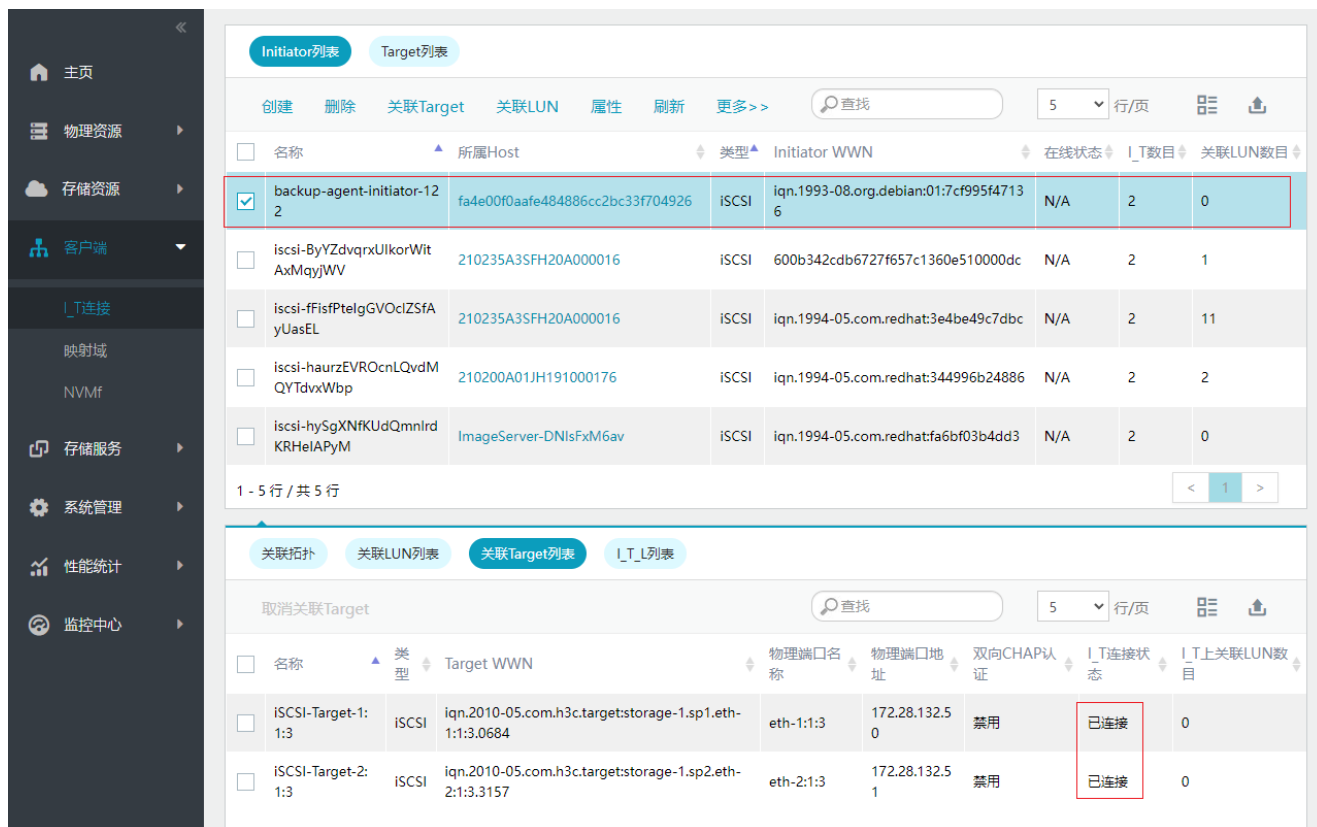 主页
物理资源
存储资源
客户端
I_T连接
映射域
NVMf
存储服务
系统管理
性能统计
监控中心
Initiator列表 Target列表
创建 删除 关联Target 关联LUN 属性 刷新 更多>> 查找 5 行/页
名称 所属Host 类型 Initiator WWN 在线状态 I_T数目 关联LUN数目
backup-agent-initiator-12
2
fa4e00f0aafe484886cc2bc33f704926 iSCSI
iqn.1993-08.org.debian:01:7cf995f4713
6
N/A 2 0
iscsi-ByYZdvqrxUlkorWit
AxMqyjWV
210235A3SFH20A000016 iSCSI 600b342cdb6727f657c1360e510000dc N/A 2 1
iscsi-fFisfPtelgGVOclZSfA
yUasEL
210235A3SFH20A000016 iSCSI iqn.1994-05.com.redhat:3e4be49c7dbc N/A 2 11
iscsi-haurzEVROcnLQvdM
QYTdvxWbp
210200A01JH191000176 iSCSI iqn.1994-05.com.redhat:344996b24886 N/A 2 2
iscsi-hySgXNfKUdQmnlrd
KRHelAPyM
ImageServer-DNlsFxM6av iSCSI iqn.1994-05.com.redhat:fa6bf03b4dd3 N/A 2 0
1 - 5 行 / 共 5 行 < 1 >
关联拓扑 关联LUN列表 关联Target列表 I_T_L列表
取消关联Target 查找 5 行/页
名称
类
型
Target WWN
物理端口名
称
物理端口地
址
双向CHAP认
证
I_T连接状
态
I_T上关联LUN数
目
iSCSI-Target-1:
1:3
iSCSI
iqn.2010-05.com.h3c.target:storage-1.sp1.eth-
1:1:3.0684
eth-1:1:3
172.28.132.5
0
禁用 已连接 0
iSCSI-Target-2:
1:3
iSCSI
iqn.2010-05.com.h3c.target:storage-1.sp2.eth-
2:1:3.3157
eth-2:1:3
172.28.132.5
1
禁用 已连接 0